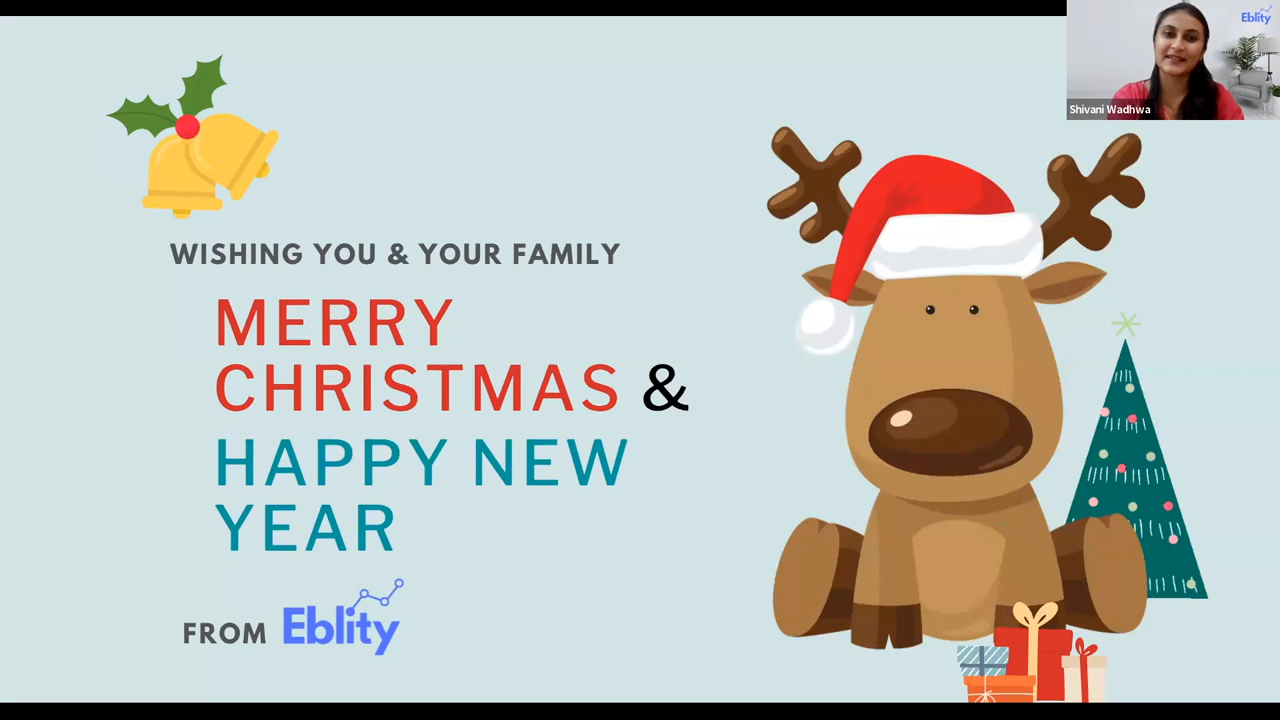 Eblity
Shivani Wadhwa
WISHING YOU & YOUR FAMILY
MERRY
CHRISTMAS &
HAPPY NEW
YEAR
FROM Eblity